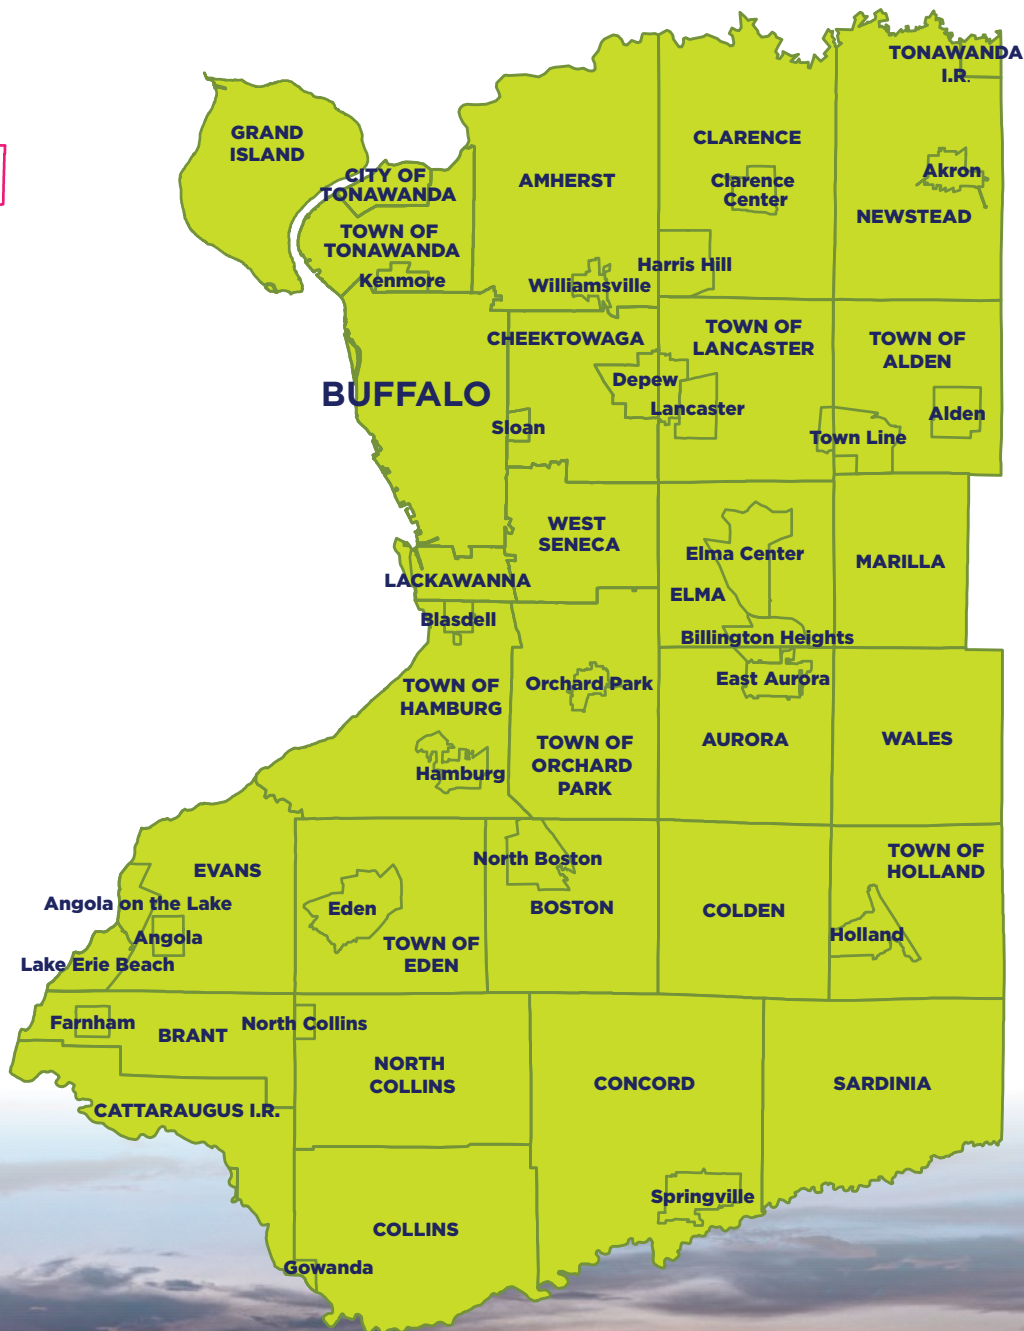 TONAWANDA
I.R.
GRAND
ISLAND
CLARENCE
CITY OF
TONAWANDA
AMHERST
Clarence
Center
Akron
NEWSTEAD
TOWN OF
TONAWANDA
Kenmore
Williamsville
Harris Hill
CHEEKTOWAGA
TOWN OF
LANCASTER
TOWN OF
ALDEN
BUFFALO
Depew
Lancaster
Alden
Sloan
Town Line
WEST
SENECA
Elma Center
MARILLA
LACKAWANNA
ELMA
Blasdell
Billington Heights
TOWN OF
HAMBURG
Orchard Park
East Aurora
TOWN OF
ORCHARD
PARK
AURORA
WALES
Hamburg
EVANS
North Boston
TOWN OF
HOLLAND
Angola on the Lake
Eden
BOSTON
COLDEN
Angola
TOWN OF
EDEN
Holland
Lake Erie Beach
Farnham
BRANT
North Collins
NORTH
COLLINS
CONCORD
SARDINIA
CATTARAUGUS I.R.
Springville
COLLINS
Gowanda